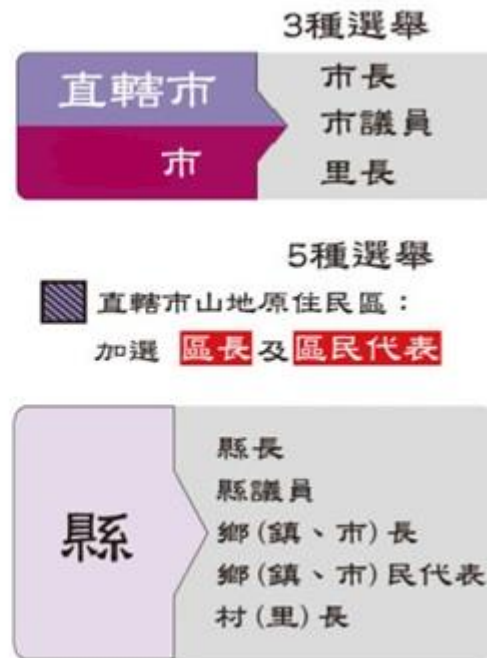 3種選舉
直轄市
市
市長
市議員
里長
5種選舉
直轄市山地原住民區：
加選 區長及區民代表
縣
縣長
縣議員
鄉(鎮、市)長
鄉(鎮、市)民代表
村(里)長